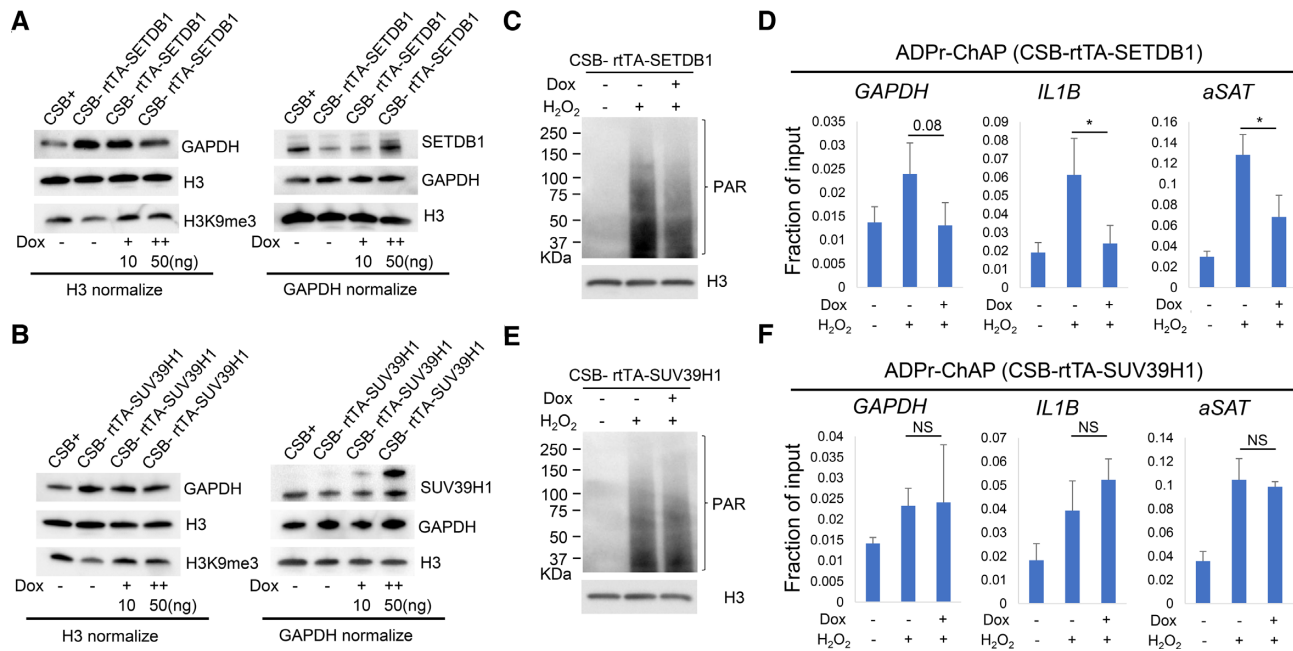 A
CSB+
CSB- rtTA-SETDB1
CSB- rtTA-SETDB1
CSB- rtTA-SETDB1
GAPDH
H3
H3K9me3
Dox - - + ++
10 50(ng)
H3 normalize
CSB+
CSB- rtTA-SETDB1
CSB- rtTA-SETDB1
CSB- rtTA-SETDB1
SETDB1
GAPDH
H3
- - + ++
10 50(ng)
GAPDH normalize
B
CSB+
CSB- rtTA-SUV39H1
CSB- rtTA-SUV39H1
CSB- rtTA-SUV39H1
GAPDH
H3
H3K9me3
Dox - - + ++
10 50(ng)
H3 normalize
CSB+
CSB- rtTA-SUV39H1
CSB- rtTA-SUV39H1
CSB- rtTA-SUV39H1
SUV39H1
GAPDH
H3
Dox - - + ++
10 50(ng)
GAPDH normalize
C
CSB- rtTA-SETDB1
Dox - - +
H₂O₂ - + +
250
150
100
75
50
37
KDa
PAR
H3
D
ADPr-ChAP (CSB-rtTA-SETDB1)
Fraction of input
GAPDH
0.035
0.03
0.025
0.02
0.015
0.01
0.005
0
0.08
Dox - - +
H₂O₂ - + +
IL1B
0.09
0.08
0.07
0.06
0.05
0.04
0.03
0.02
0.01
0
*
Dox - - +
H₂O₂ - + +
aSAT
0.16
0.14
0.12
0.1
0.08
0.06
0.04
0.02
0
*
Dox - - +
H₂O₂ - + +
E
CSB- rtTA-SUV39H1
Dox - - +
H₂O₂ - + +
250
150
100
75
50
37
KDa
PAR
H3
F
ADPr-ChAP (CSB-rtTA-SUV39H1)
Fraction of input
GAPDH
0.04
0.035
0.03
0.025
0.02
0.015
0.01
0.005
0
NS
Dox - - +
H₂O₂ - + +
IL1B
0.07
0.06
0.05
0.04
0.03
0.02
0.01
0
NS
Dox - - +
H₂O₂ - + +
aSAT
0.14
0.12
0.1
0.08
0.06
0.04
0.02
0
NS
Dox - - +
H₂O₂ - + +